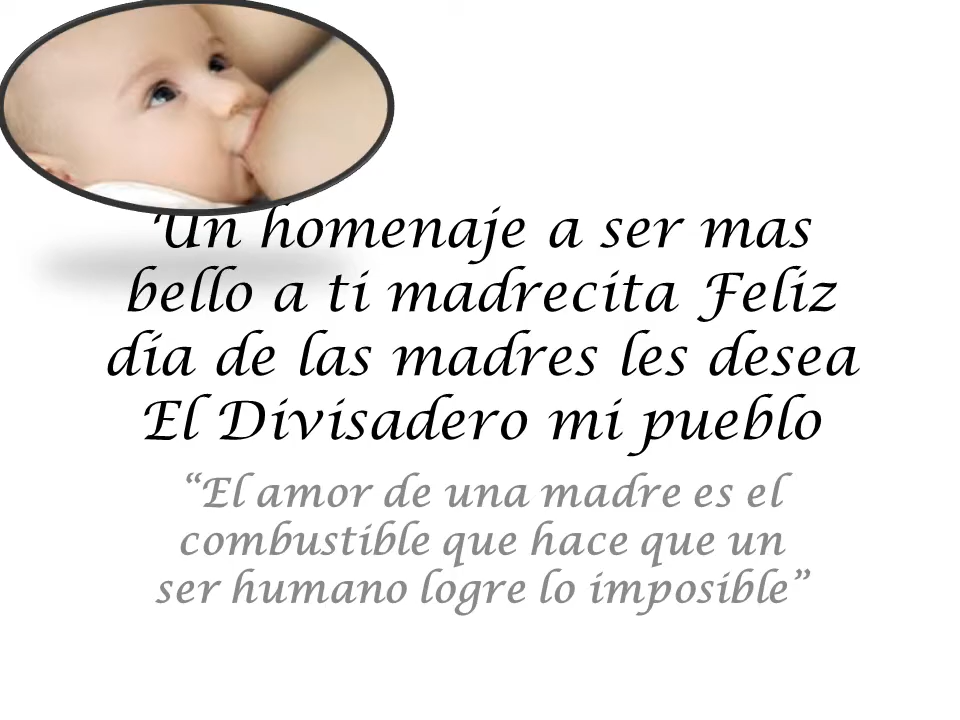 Un homenaje a ser mas
bello a ti madrecita Feliz
día de las madres les desea
El Divisadero mi pueblo
“El amor de una madre es el
combustible que hace que un
ser humano logre lo imposible”